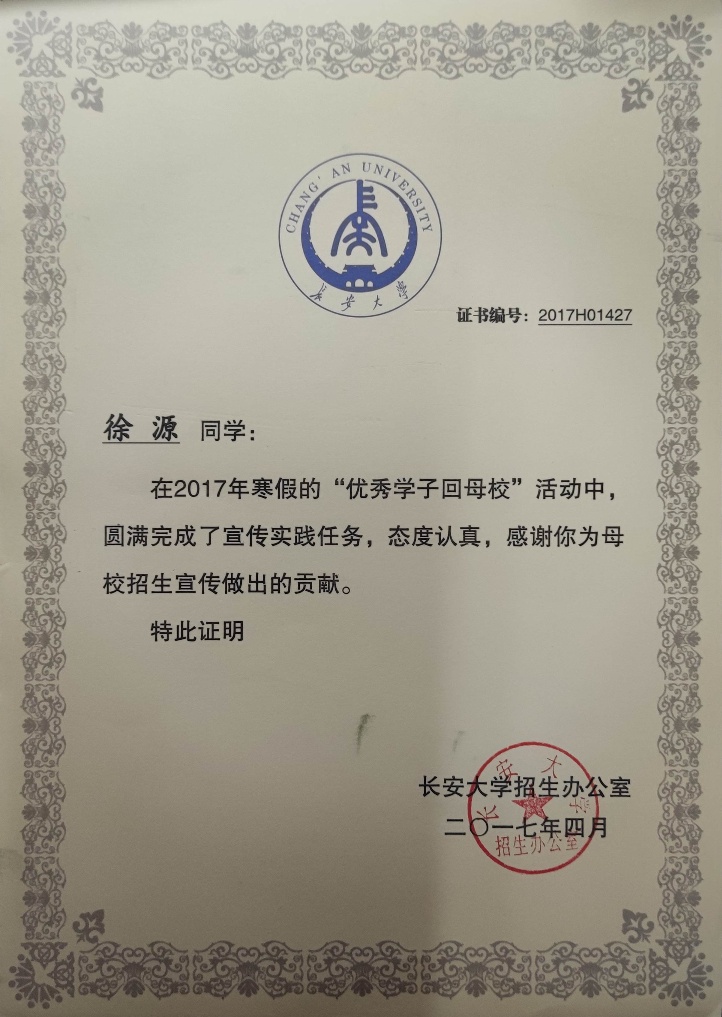 CHANG' AN UNIVERSITY
长安大学
证书编号：2017H01427
徐 源 同学：
在2017年寒假的“优秀学子回母校”活动中，
圆满完成了宣传实践任务，态度认真，感谢你为母
校招生宣传做出的贡献。
特此证明
长安大学招生办公室
二〇一七年四月
长安大学
招生办公室